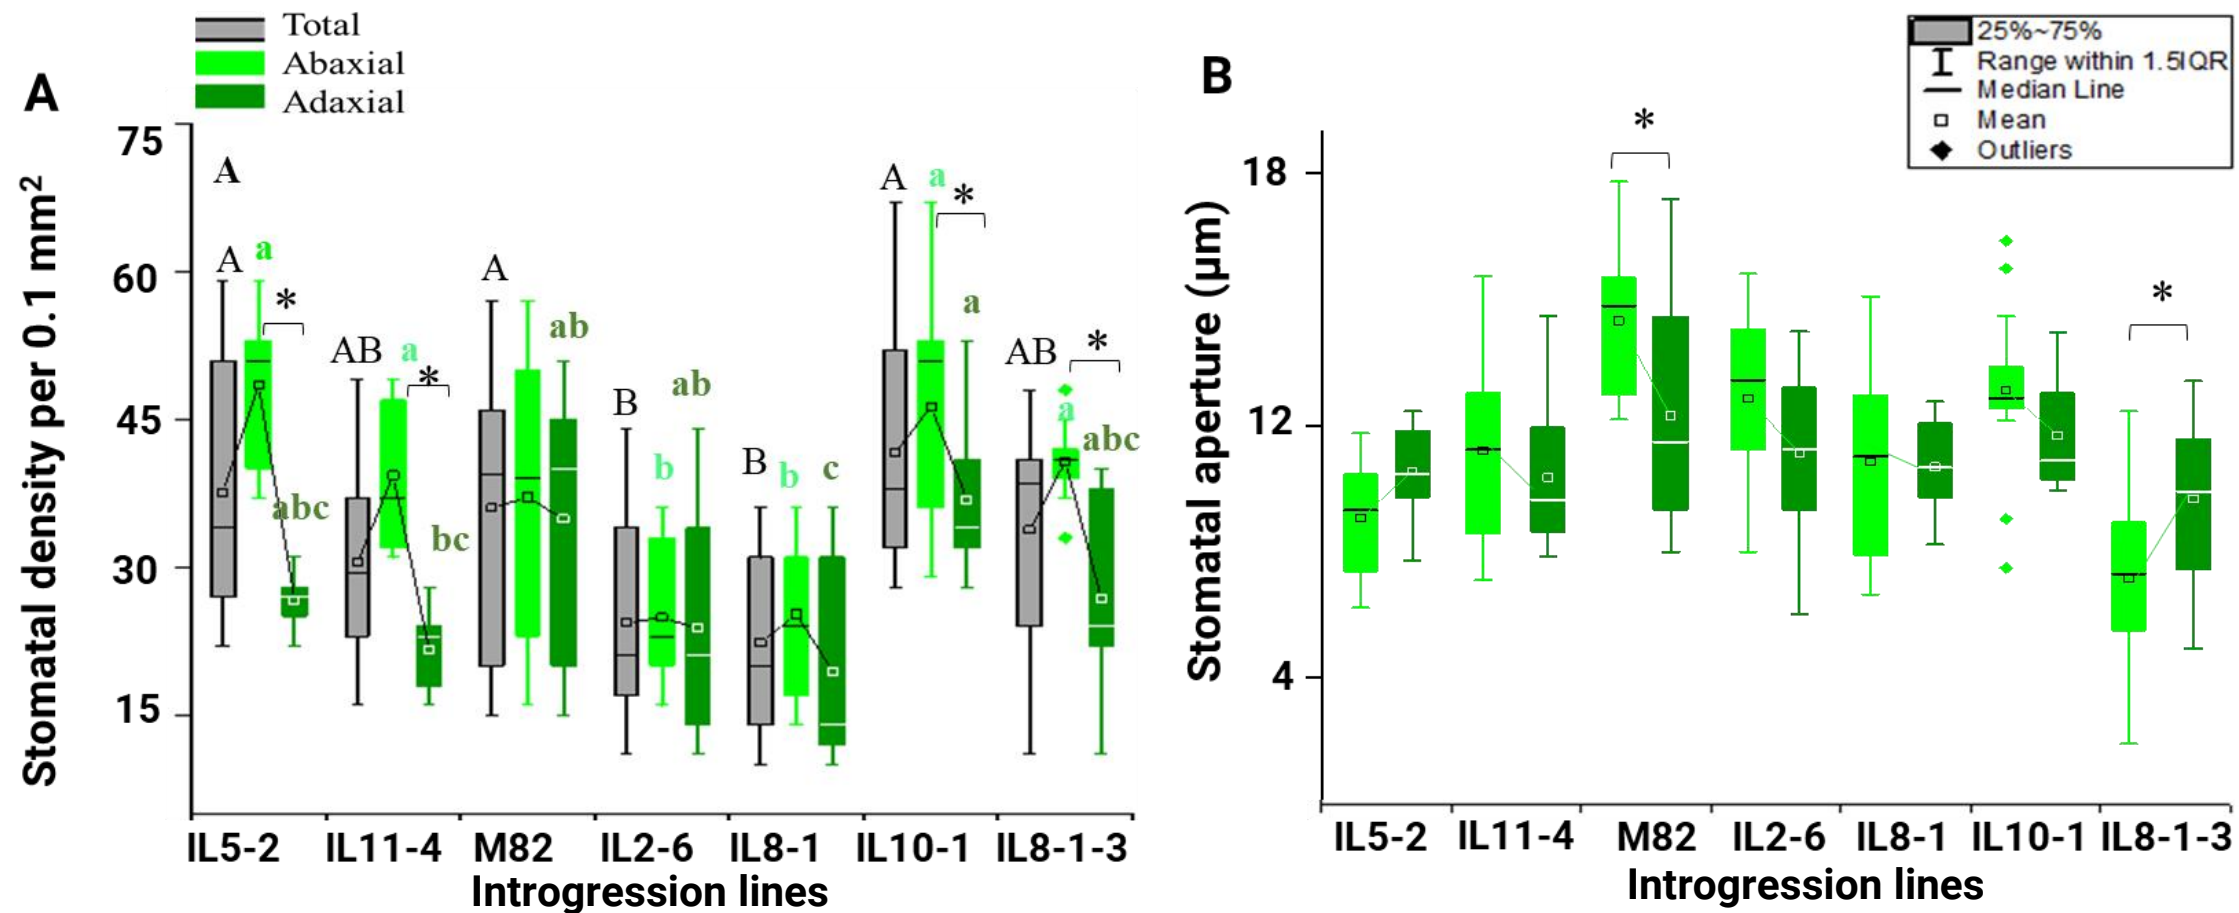 Total
Abaxial
Adaxial
A
Stomatal density per 0.1 mm²
75
60
45
30
15
A
A
a
*
abc
AB
a
*
bc
A
ab
B
b
ab
B
b
c
A
a
*
a
AB
a
*
abc
IL5-2 IL11-4 M82 IL2-6 IL8-1 IL10-1 IL8-1-3
Introgression lines
B
25%~75%
Range within 1.5IQR
Median Line
Mean
Outliers
Stomatal aperture (µm)
18
12
4
*
*
IL5-2 IL11-4 M82 IL2-6 IL8-1 IL10-1 IL8-1-3
Introgression lines